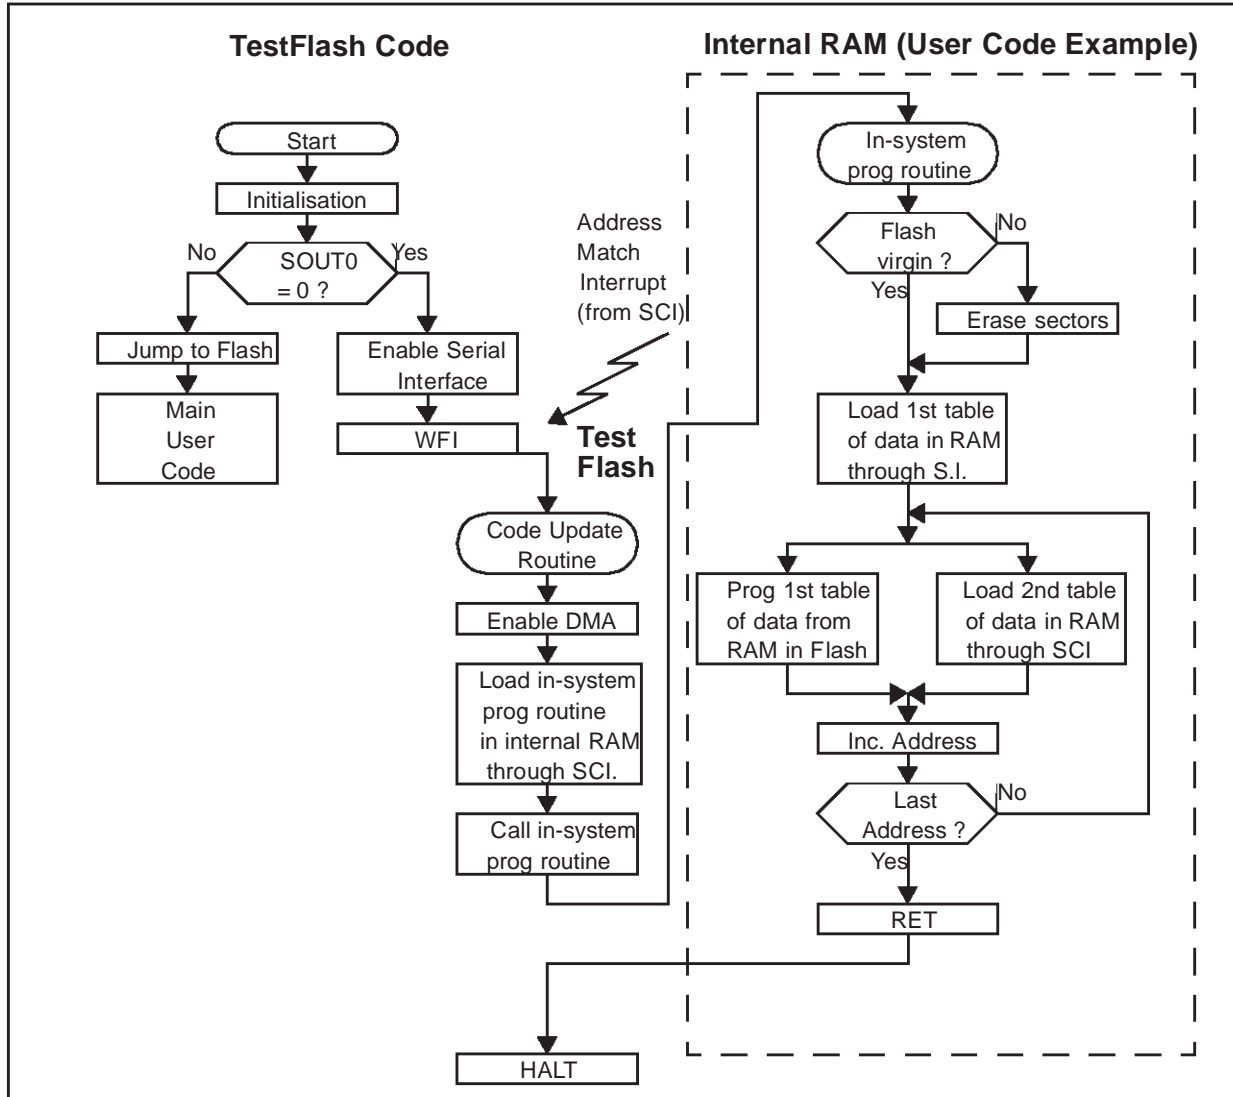 TestFlash Code
Start
Initialisation
No
Yes
SOUT0
= 0 ?
Jump to Flash
Main
User
Code
Enable Serial
Interface
WFI
Address
Match
Interrupt
(from SCI)
Test
Flash
Code Update
Routine
Enable DMA
Load in-system
prog routine
in internal RAM
through SCI.
Call in-system
prog routine
HALT
Internal RAM (User Code Example)
In-system
prog routine
Flash
virgin ?
No
Yes
Erase sectors
Load 1st table
of data in RAM
through S.I.
Prog 1st table
of data from
RAM in Flash
Load 2nd table
of data in RAM
through SCI
Inc. Address
Last
Address ?
No
Yes
RET